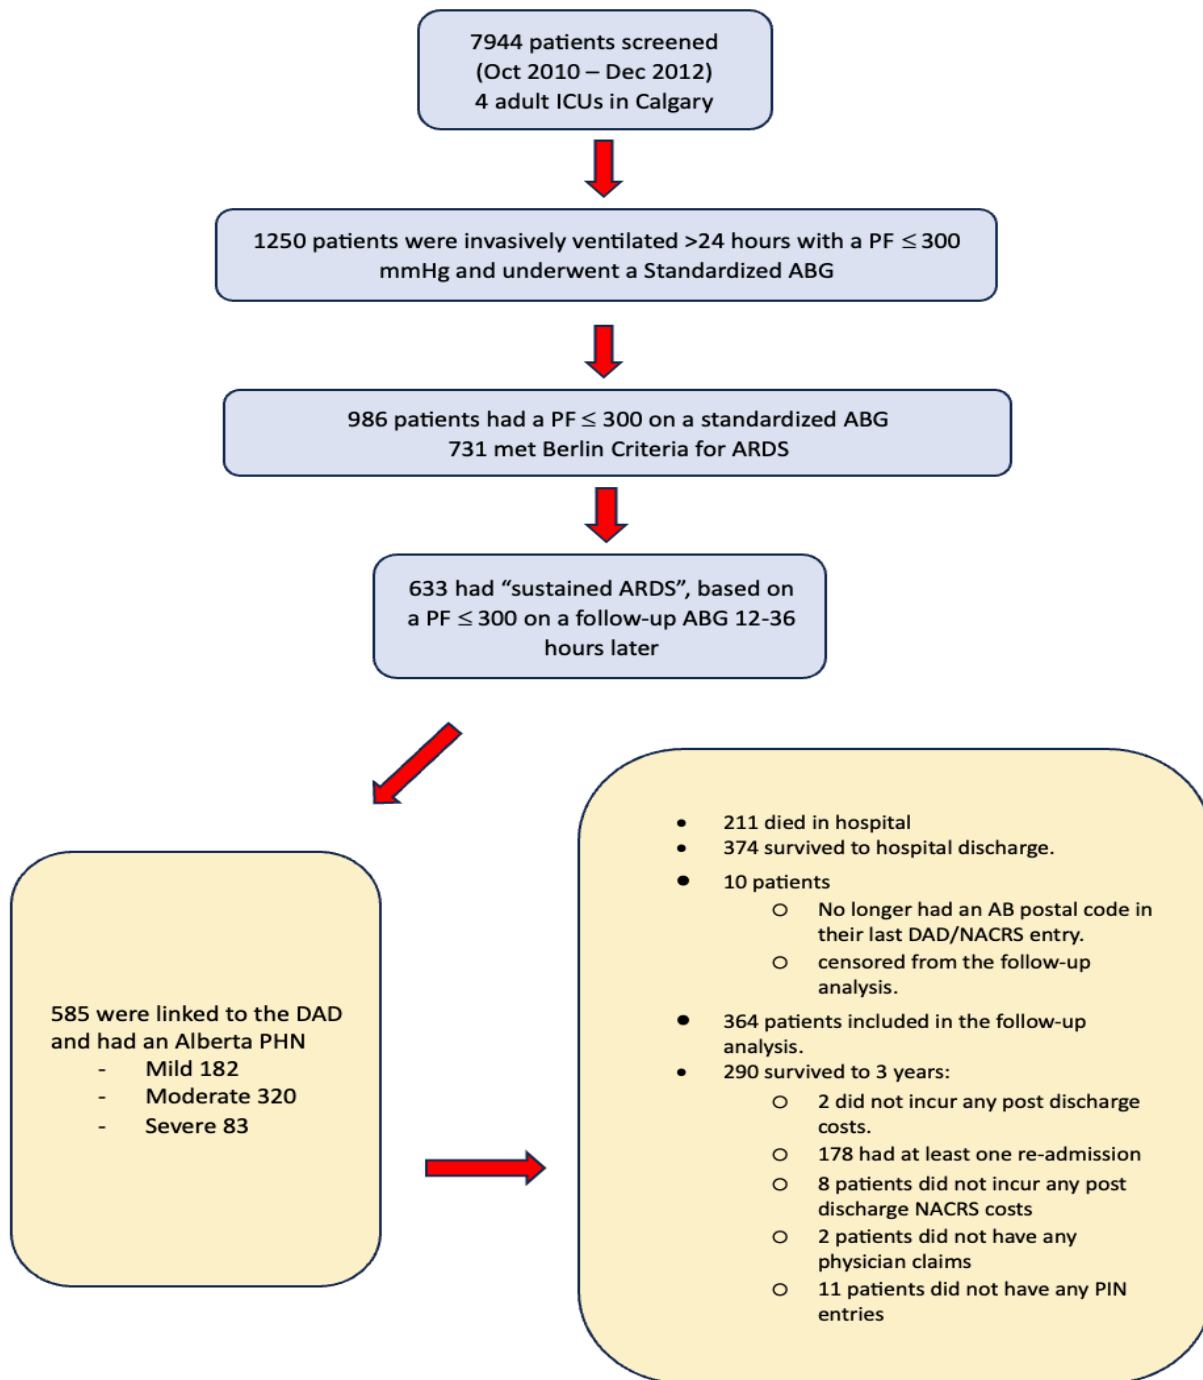 7944 patients screened
(Oct 2010 – Dec 2012)
4 adult ICUs in Calgary
1250 patients were invasively ventilated >24 hours with a PF ≤ 300
mmHg and underwent a Standardized ABG
986 patients had a PF ≤ 300 on a standardized ABG
731 met Berlin Criteria for ARDS
633 had “sustained ARDS”, based on
a PF ≤ 300 on a follow-up ABG 12-36
hours later
585 were linked to the DAD
and had an Alberta PHN
- Mild 182
- Moderate 320
- Severe 83
• 211 died in hospital
• 374 survived to hospital discharge.
• 10 patients
o No longer had an AB postal code in
their last DAD/NACRS entry.
o censored from the follow-up
analysis.
• 364 patients included in the follow-up
analysis.
• 290 survived to 3 years:
o 2 did not incur any post discharge
costs.
o 178 had at least one re-admission
o 8 patients did not incur any post
discharge NACRS costs
o 2 patients did not have any
physician claims
o 11 patients did not have any PIN
entries